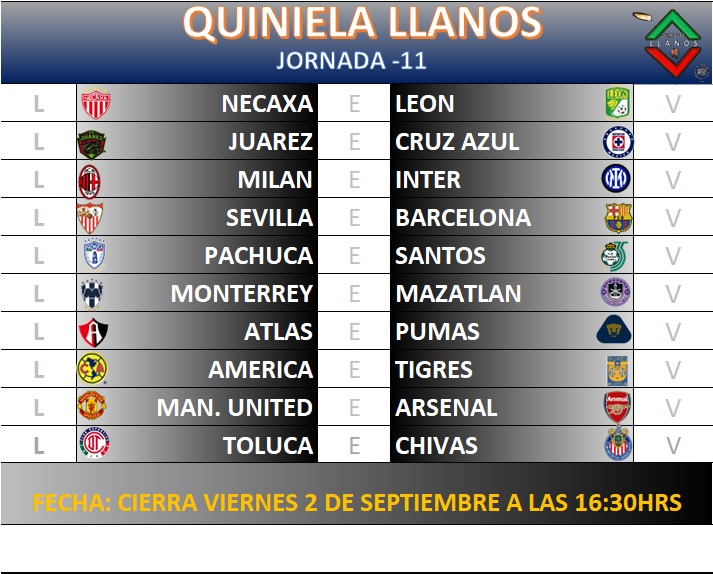 QUINIELA LLANOS
JORNADA -11
LLANOS
L NECAXA E LEON V
L JUAREZ E CRUZ AZUL V
L MILAN E INTER V
L SEVILLA E BARCELONA V
L PACHUCA E SANTOS V
L MONTERREY E MAZATLAN V
L ATLAS E PUMAS V
L AMERICA E TIGRES V
L MAN. UNITED E ARSENAL V
L TOLUCA E CHIVAS V
FECHA: CIERRA VIERNES 2 DE SEPTIEMBRE A LAS 16:30HRS